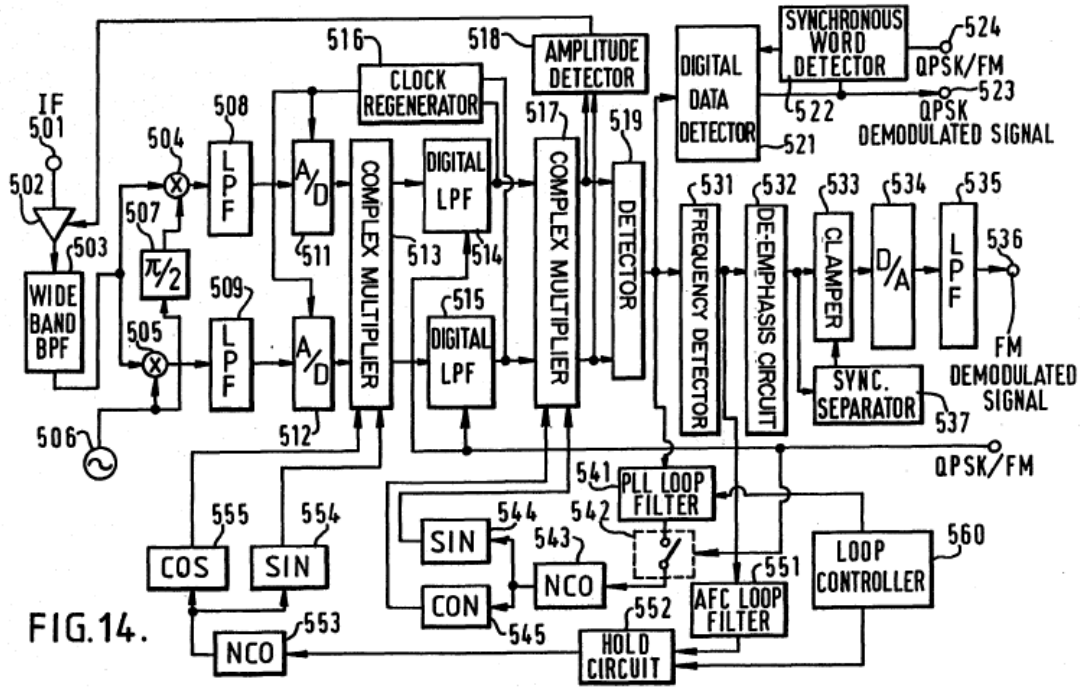 516
CLOCK
REGENERATOR
518
AMPLITUDE
DETECTOR
SYNCHRONOUS
WORD
DETECTOR
522
524
QPSK/FM
523
QPSK
DEMODULATED SIGNAL
DIGITAL
DATA
DETECTOR
521
IF
501
502
503
WIDE
BAND
BPF
504
505
506
507
π/2
508
LPF
509
LPF
A/D
511
A/D
512
COMPLEX MULTIPLIER
513
DIGITAL
LPF
514
515
DIGITAL
LPF
517
COMPLEX MULTIPLIER
519
DETECTOR
531
FREQUENCY DETECTOR
532
DE-EMPHASIS CIRCUIT
533
CLAMPER
534
D/A
535
LPF
536
FM
DEMODULATED
SIGNAL
SYNC.
SEPARATOR
537
QPSK/FM
541
PLL LOOP
FILTER
542
543
NCO
544
SIN
CON
545
555
COS
554
SIN
553
NCO
552
HOLD
CIRCUIT
551
AFC LOOP
FILTER
LOOP
CONTROLLER
560
FIG.14.